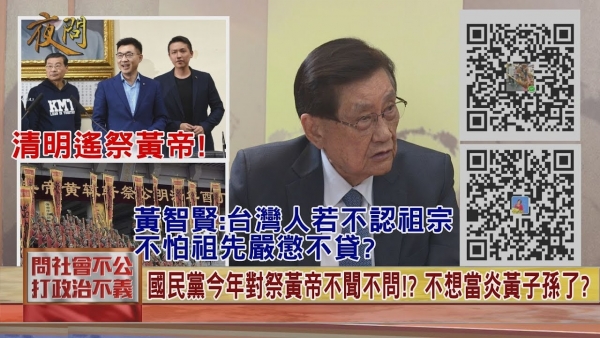 夜問
KMT
清明遙祭黃帝!
黃智賢:台灣人若不認祖宗
不怕祖先嚴懲不貸?
問社會不公
打政治不義
國民黨今年對祭黃帝不聞不問!? 不想當炎黃子孫了?